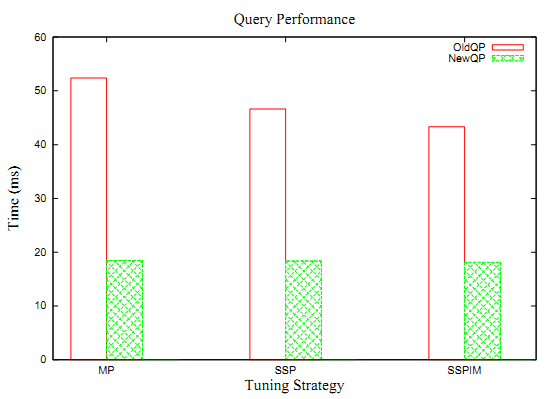 Query Performance
60
50
40
30
20
10
0
Time (ms)
OldQP
NewQP
MP SSP SSPIM
Tuning Strategy